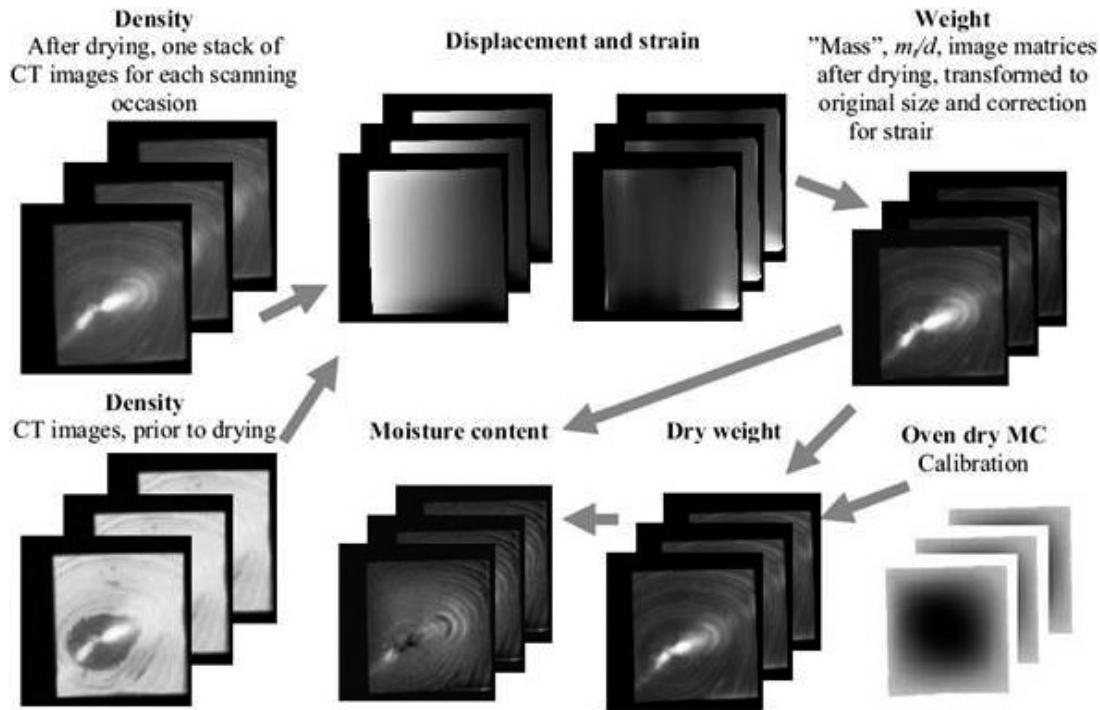 Density
After drying, one stack of
CT images for each scanning
occasion
Displacement and strain
Weight
”Mass”, m/d, image matrices
after drying, transformed to
original size and correction
for strair
Density
CT images, prior to drying
Moisture content
Dry weight
Oven dry MC
Calibration